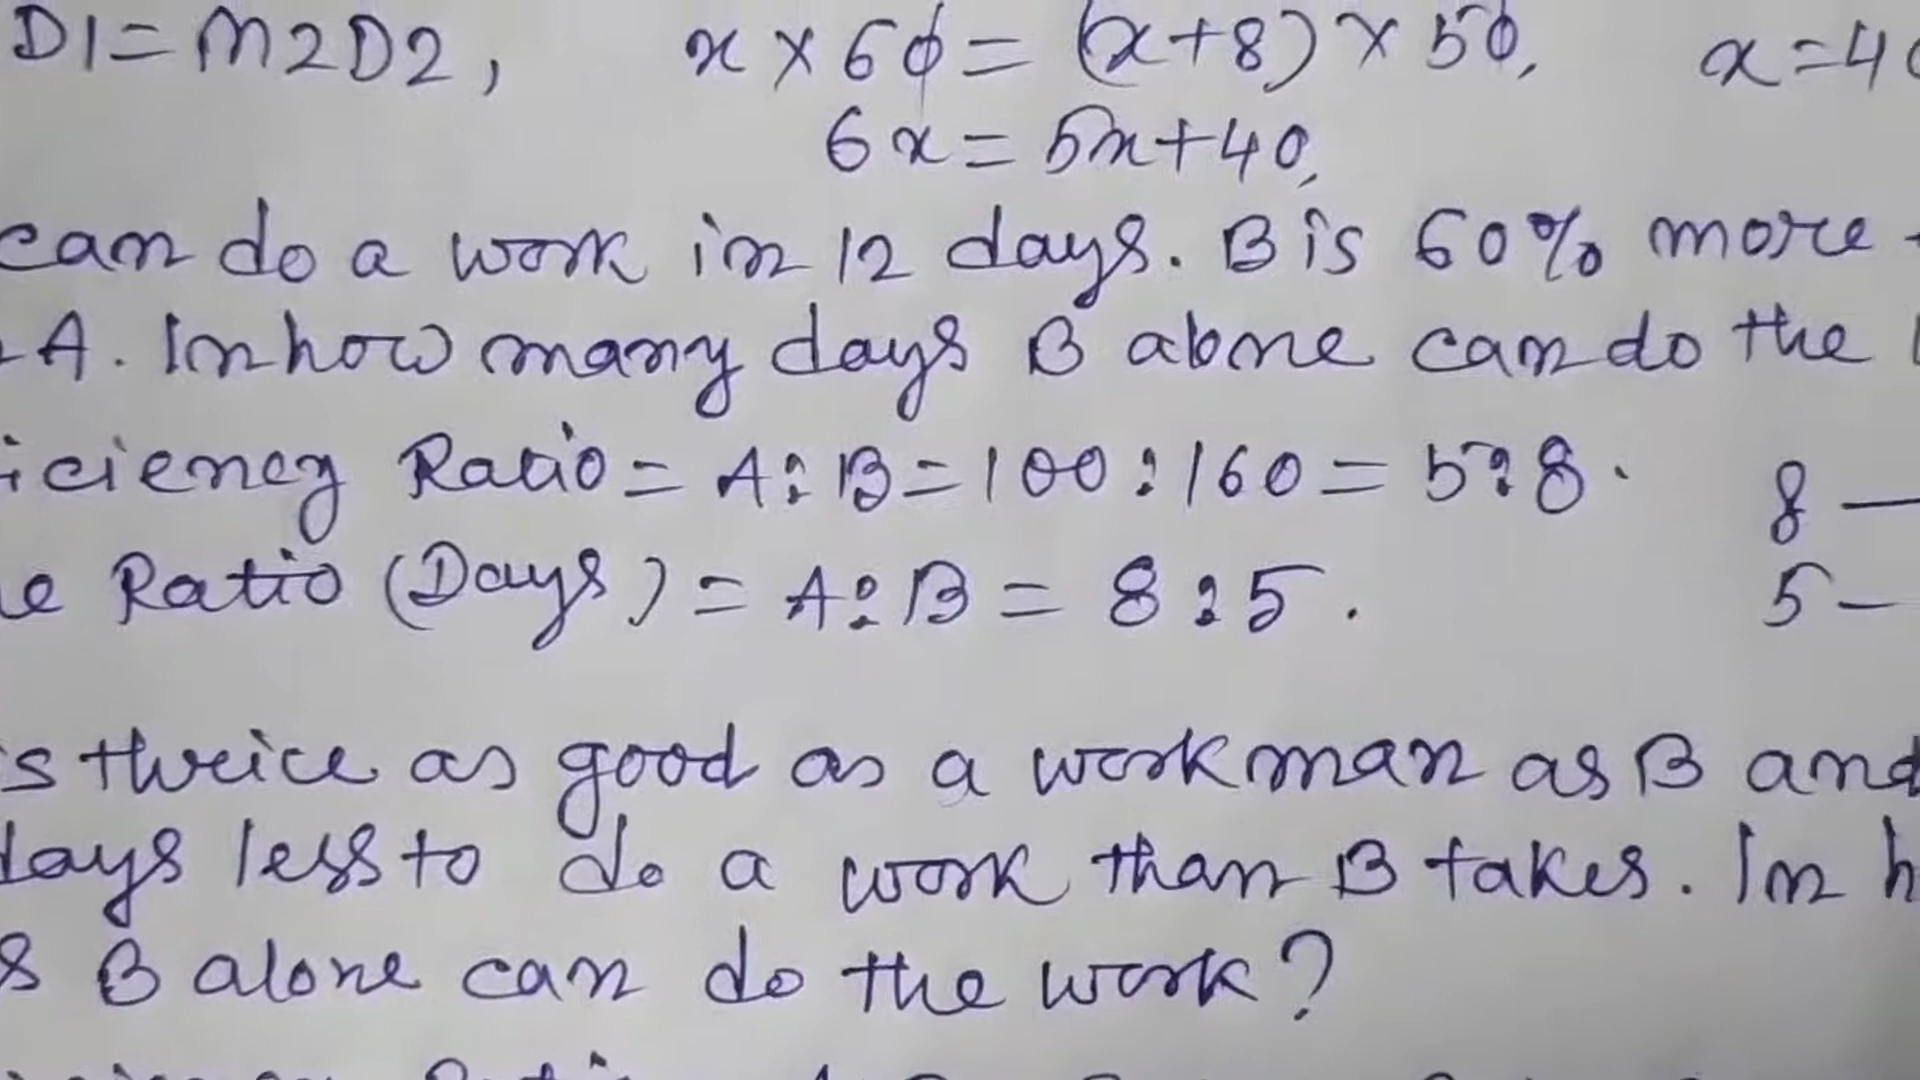 D1=M2D2, x×60=(x+8)×50, x=40
6x=5x+40,
can do a work in 12 days. B is 60% more
A. In how many days B alone can do the
iciency Ratio=A:B=100:160=5:8. 8—
e Ratio (Days)=A:B=8:5. 5—
s thrice as good as a workman as B and
days less to do a work than B takes. In h
s B alone can do the work?